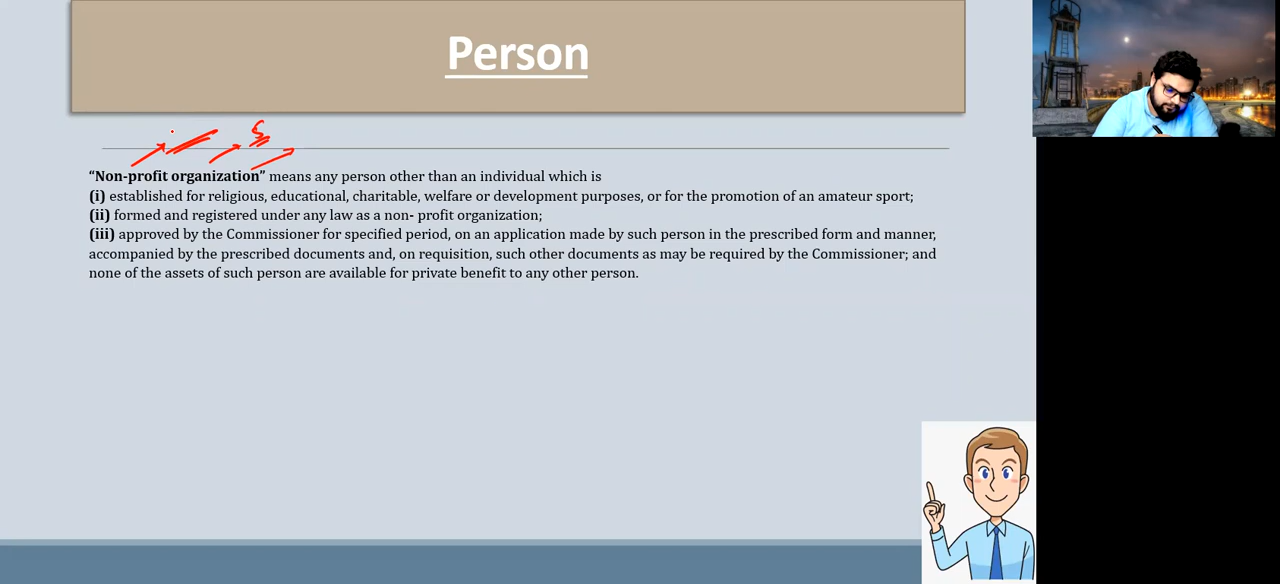 Person
“Non-profit organization” means any person other than an individual which is
(i) established for religious, educational, charitable, welfare or development purposes, or for the promotion of an amateur sport;
(ii) formed and registered under any law as a non- profit organization;
(iii) approved by the Commissioner for specified period, on an application made by such person in the prescribed form and manner,
accompanied by the prescribed documents and, on requisition, such other documents as may be required by the Commissioner; and
none of the assets of such person are available for private benefit to any other person.